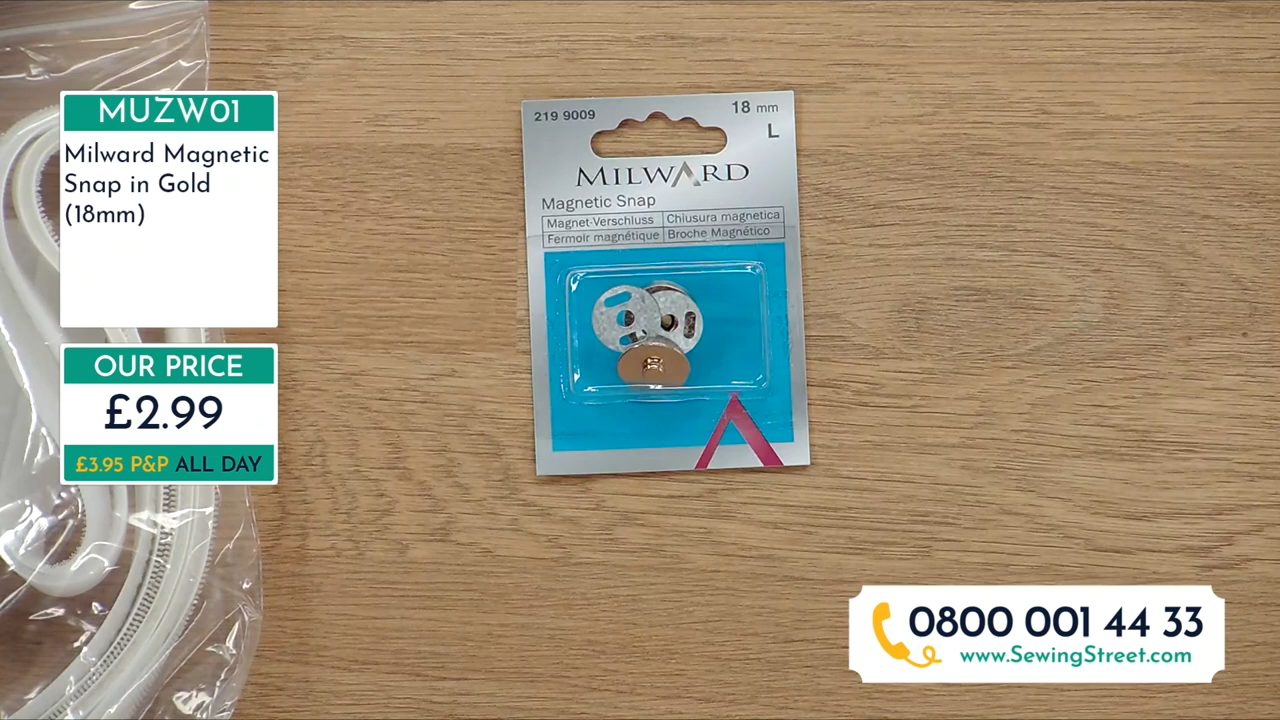 MUZW01
Milward Magnetic
Snap in Gold
(18mm)
OUR PRICE
£2.99
£3.95 P&P ALL DAY
219 9009
18 mm
L
MILWARD
Magnetic Snap
Magnet-Verschluss Chiusura magnetica
Fermoir magnétique Broche Magnético
0800 001 44 33
www.SewingStreet.com